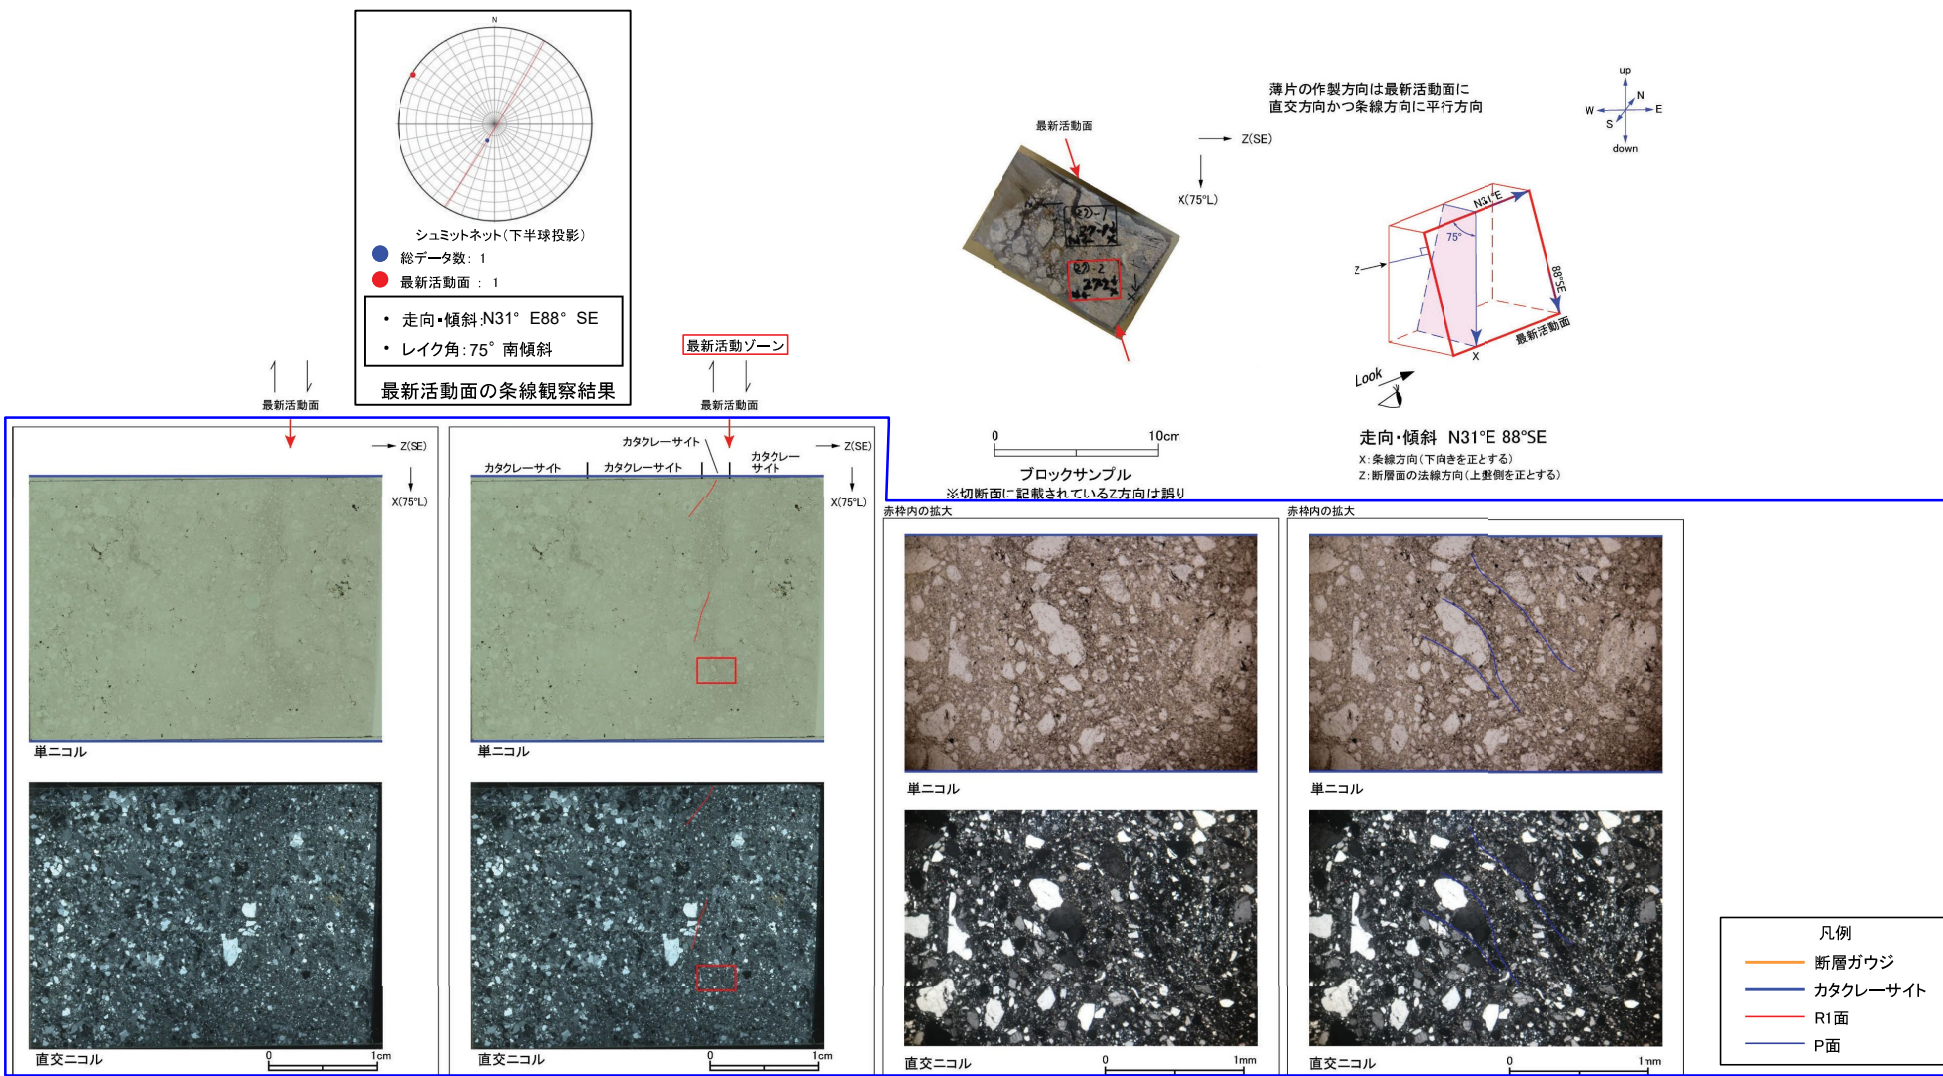 N
シュミットネット(下半球投影)
総データ数: 1
最新活動面 : 1
• 走向・傾斜:N31° E88° SE
• レイク角:75° 南傾斜
最新活動面の条線観察結果
薄片の作製方向は最新活動面に
直交方向かつ条線方向に平行方向
最新活動面
Z(SE)
X(75°L)
up
N
W
E
S
down
N31°E
75°
Z
88°SE
最新活動面
X
Look
0 10cm
ブロックサンプル
※切断面に記載されているZ方向は誤り
走向・傾斜 N31°E 88°SE
X:条線方向(下向きを正とする)
Z:断層面の法線方向(上盤側を正とする)
最新活動面
Z(SE)
X(75°L)
単ニコル
直交ニコル
0 1cm
最新活動ゾーン
最新活動面
カタクレーサイト
カタクレーサイト
カタクレーサイト
カタクレー
サイト
Z(SE)
X(75°L)
単ニコル
直交ニコル
0 1cm
赤枠内の拡大
単ニコル
直交ニコル
0 1mm
赤枠内の拡大
単ニコル
直交ニコル
0 1mm
凡例
断層ガウジ
カタクレーサイト
R1面
P面